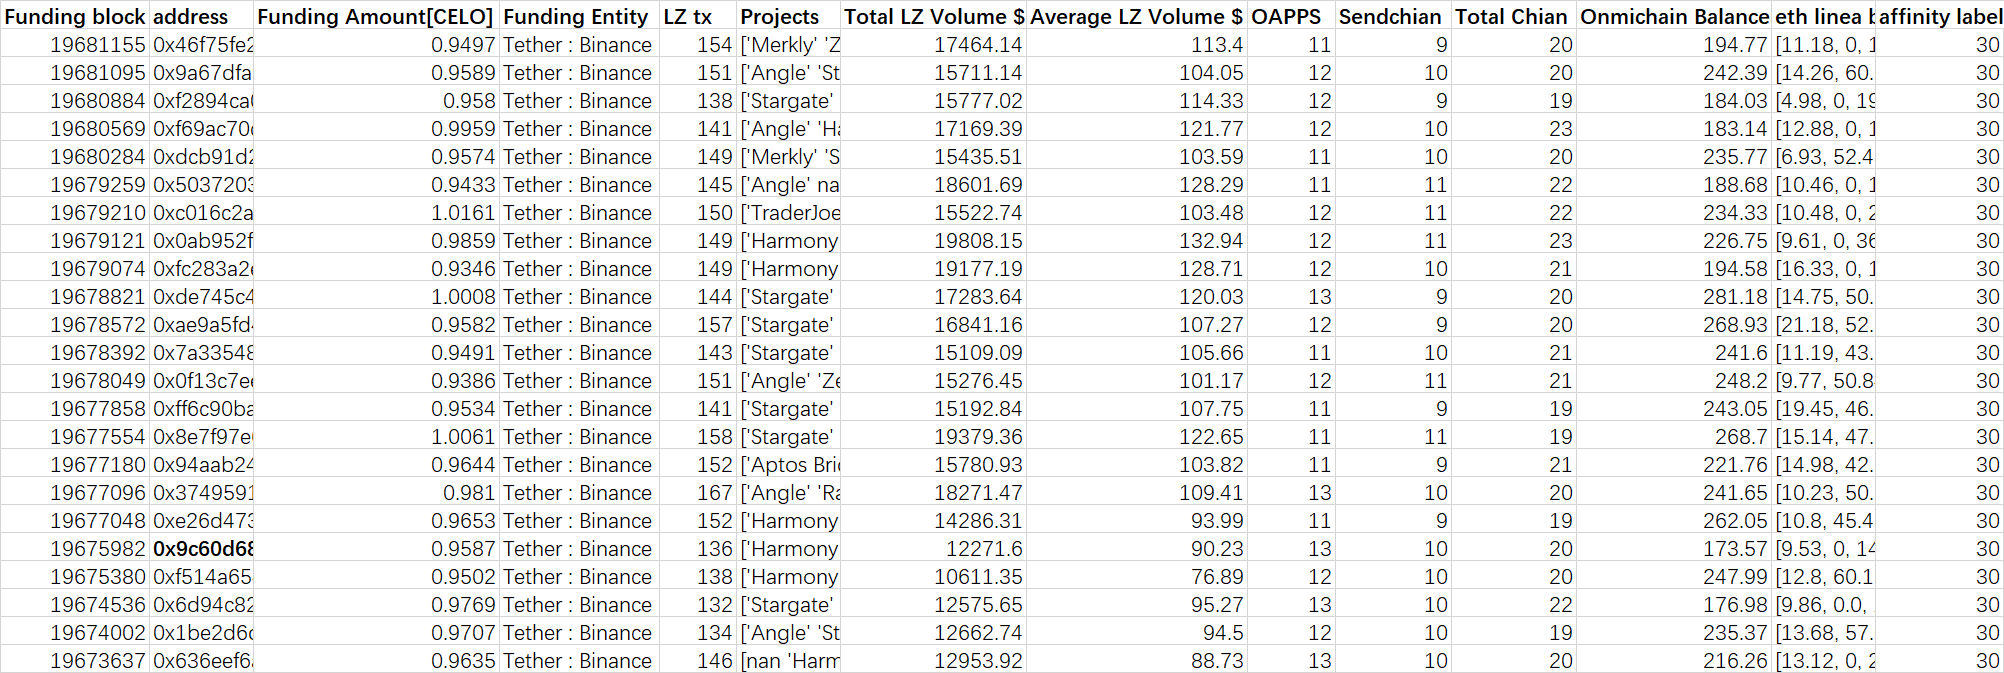 Funding block address Funding Amount[CELO] Funding Entity LZ tx Projects Total LZ Volume $ Average LZ Volume $ OAPPS Sendchian Total Chian Onmichain Balance eth linea b affinity label
19681155 0x46f75fe2 0.9497 Tether : Binance 154 ['Merkly' 'Z 17464.14 113.4 11 9 20 194.77 [11.18, 0, 1 30
19681095 0x9a67dfa 0.9589 Tether : Binance 151 ['Angle' 'St 15711.14 104.05 12 10 20 242.39 [14.26, 60. 30
19680884 0xf2894ca0 0.958 Tether : Binance 138 ['Stargate' 15777.02 114.33 12 9 19 184.03 [4.98, 0, 19 30
19680569 0xf69ac70c 0.9959 Tether : Binance 141 ['Angle' 'Ha 17169.39 121.77 12 10 23 183.14 [12.88, 0, 1 30
19680284 0xdcb91d2 0.9574 Tether : Binance 149 ['Merkly' 'S 15435.51 103.59 11 10 20 235.77 [6.93, 52.4 30
19679259 0x5037203 0.9433 Tether : Binance 145 ['Angle' na 18601.69 128.29 11 11 22 188.68 [10.46, 0, 1 30
19679210 0xc016c2a 1.0161 Tether : Binance 150 ['TraderJoe 15522.74 103.48 12 11 22 234.33 [10.48, 0, 2 30
19679121 0x0ab952f 0.9859 Tether : Binance 149 ['Harmony 19808.15 132.94 12 11 23 226.75 [9.61, 0, 36 30
19679074 0xfc283a2e 0.9346 Tether : Binance 149 ['Harmony 19177.19 128.71 12 10 21 194.58 [16.33, 0, 1 30
19678821 0xde745c4 1.0008 Tether : Binance 144 ['Stargate' 17283.64 120.03 13 9 20 281.18 [14.75, 50. 30
19678572 0xae9a5fd4 0.9582 Tether : Binance 157 ['Stargate' 16841.16 107.27 12 9 20 268.93 [21.18, 52. 30
19678392 0x7a33548 0.9491 Tether : Binance 143 ['Stargate' 15109.09 105.66 11 10 21 241.6 [11.19, 43. 30
19678049 0x0f13c7ee 0.9386 Tether : Binance 151 ['Angle' 'Ze 15276.45 101.17 12 11 21 248.2 [9.77, 50.8 30
19677858 0xff6c90ba 0.9534 Tether : Binance 141 ['Stargate' 15192.84 107.75 11 9 19 243.05 [19.45, 46. 30
19677554 0x8e7f97e 1.0061 Tether : Binance 158 ['Stargate' 19379.36 122.65 11 11 19 268.7 [15.14, 47. 30
19677180 0x94aab24 0.9644 Tether : Binance 152 ['Aptos Bri 15780.93 103.82 11 9 21 221.76 [14.98, 42. 30
19677096 0x3749591 0.981 Tether : Binance 167 ['Angle' 'Ra 18271.47 109.41 13 10 20 241.65 [10.23, 50. 30
19677048 0xe26d473 0.9653 Tether : Binance 152 ['Harmony 14286.31 93.99 11 9 19 262.05 [10.8, 45.4 30
19675982 0x9c60d68 0.9587 Tether : Binance 136 ['Harmony 12271.6 90.23 13 10 20 173.57 [9.53, 0, 14 30
19675380 0xf514a65 0.9502 Tether : Binance 138 ['Harmony 10611.35 76.89 12 10 20 247.99 [12.8, 60.1 30
19674536 0x6d94c82 0.9769 Tether : Binance 132 ['Stargate' 12575.65 95.27 13 10 22 176.98 [9.86, 0.0, 30
19674002 0x1be2d6c 0.9707 Tether : Binance 134 ['Angle' 'St 12662.74 94.5 12 10 19 235.37 [13.68, 57. 30
19673637 0x636eef6 0.9635 Tether : Binance 146 [nan 'Harm 12953.92 88.73 13 10 20 216.26 [13.12, 0, 2 30